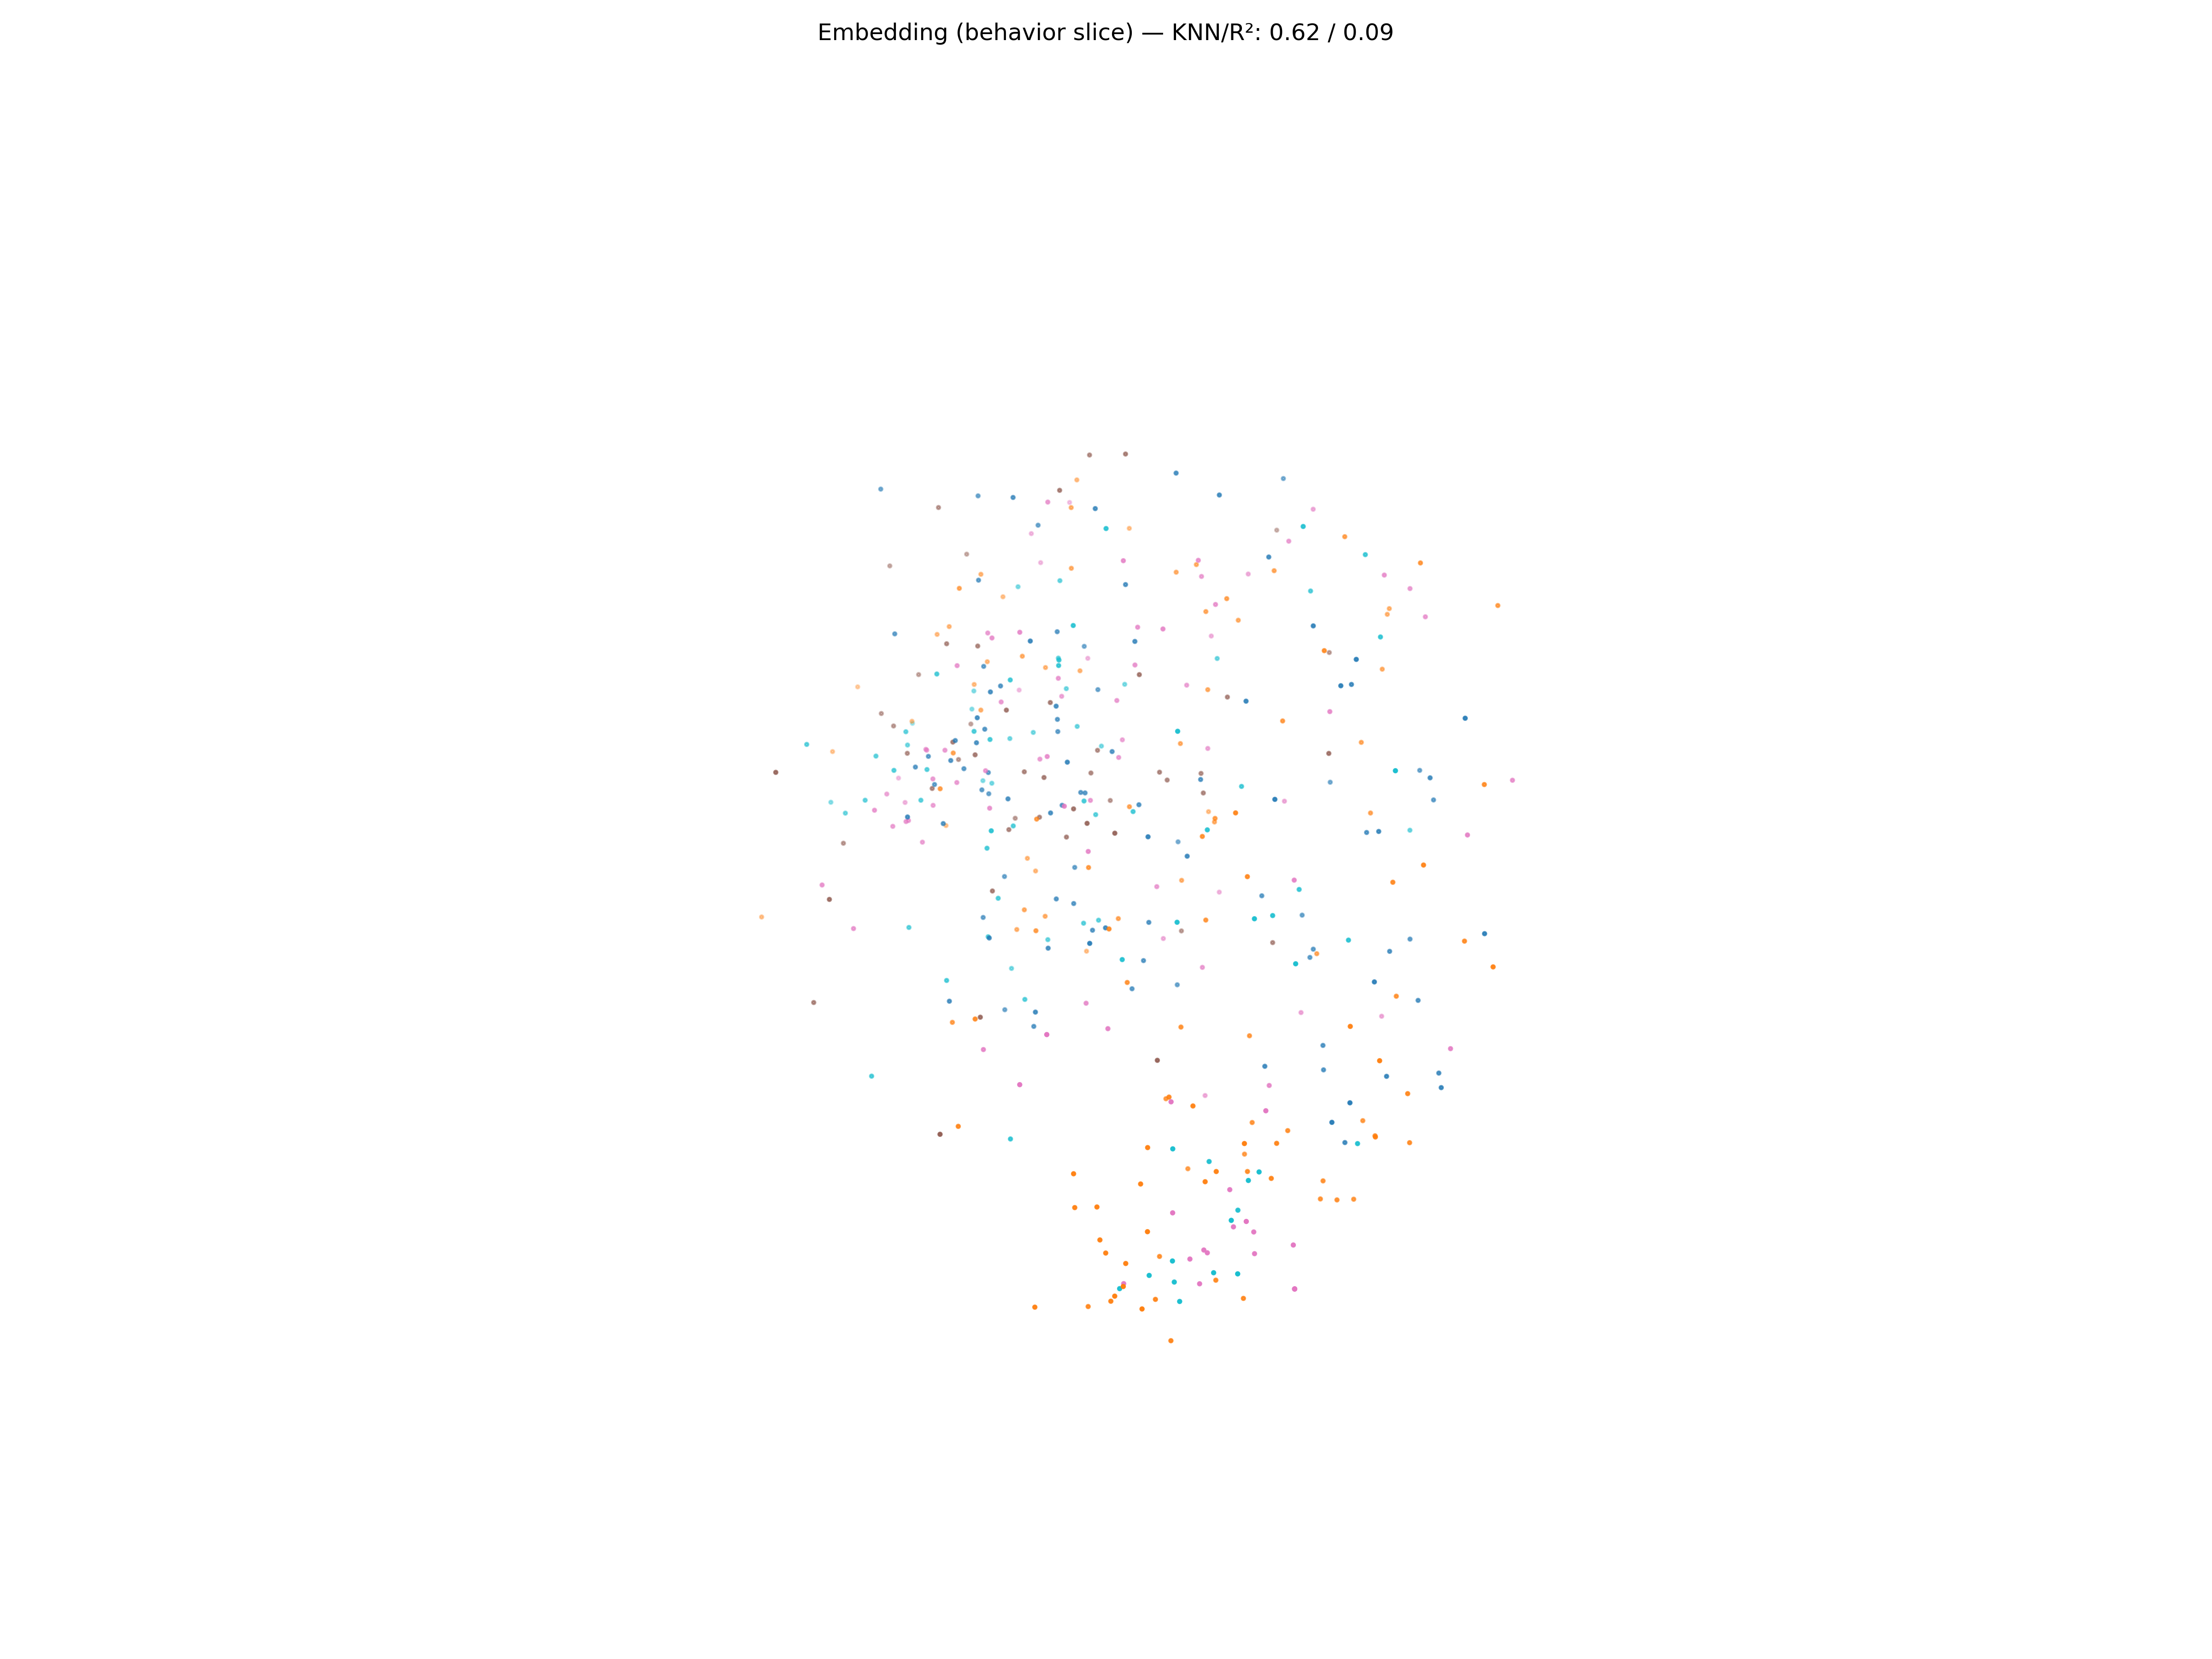 Embedding (behavior slice) — KNN/R²: 0.62 / 0.09